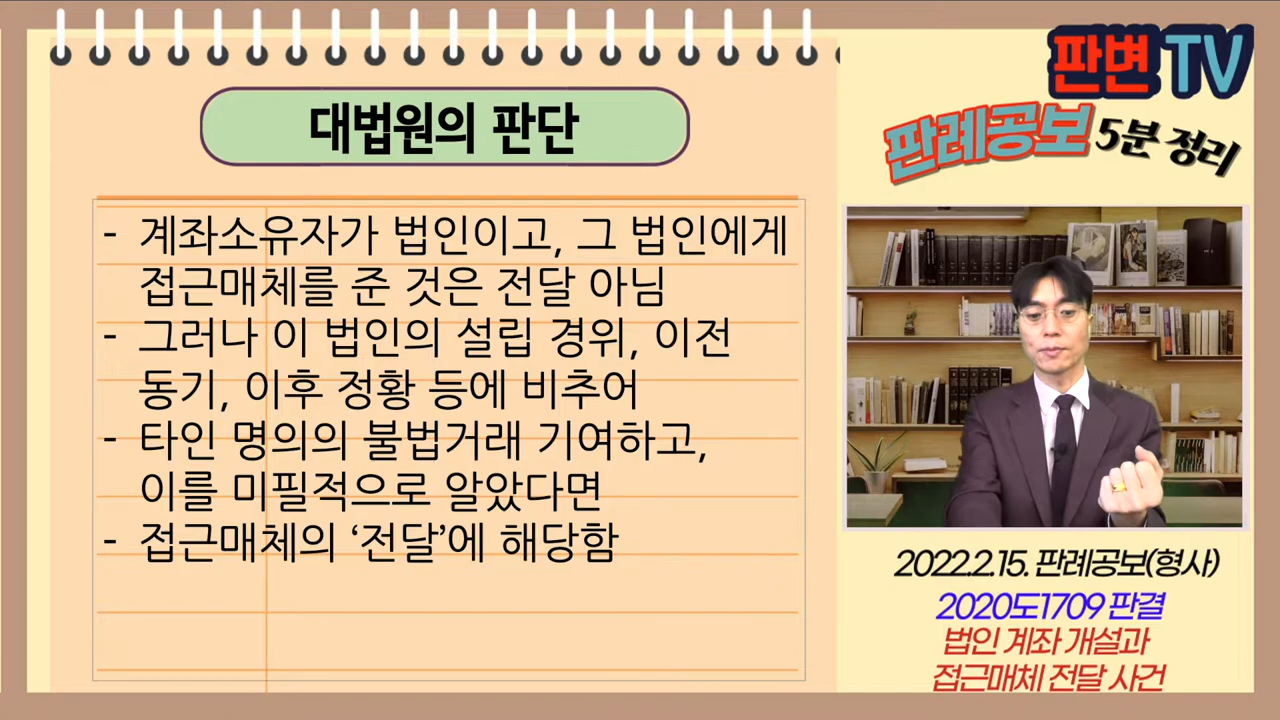 대법원의 판단
- 계좌소유자가 법인이고, 그 법인에게
접근매체를 준 것은 전달 아님
- 그러나 이 법인의 설립 경위, 이전
동기, 이후 정황 등에 비추어
- 타인 명의의 불법거래 기여하고,
이를 미필적으로 알았다면
- 접근매체의 ‘전달’에 해당함
판변 TV
판례공보 5분 정리
2022.2.15. 판례공보(형사)
2020도1709 판결
법인 계좌 개설과
접근매체 전달 사건